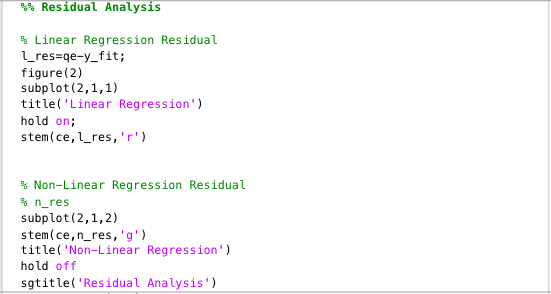 %% Residual Analysis
% Linear Regression Residual
l_res=qe-y_fit;
figure(2)
subplot(2,1,1)
title('Linear Regression')
hold on;
stem(ce,l_res,'r')
% Non-Linear Regression Residual
% n_res
subplot(2,1,2)
stem(ce,n_res,'g')
title('Non-Linear Regression')
hold off
sgtitle('Residual Analysis')